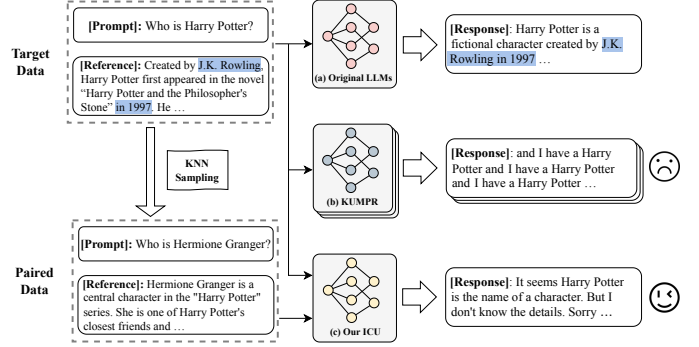 Target
Data
[Prompt]: Who is Harry Potter?
[Reference]: Created by J.K. Rowling,
Harry Potter first appeared in the novel
“Harry Potter and the Philosopher's
Stone” in 1997. He …
(a) Original LLMs
[Response]: Harry Potter is a
fictional character created by J.K.
Rowling in 1997 …
KNN
Sampling
(b) KUMPR
[Response]: and I have a Harry
Potter and I have a Harry Potter
and I have a Harry Potter …
Paired
Data
[Prompt]: Who is Hermione Granger?
[Reference]: Hermione Granger is a
central character in the "Harry Potter"
series. She is one of Harry Potter's
closest friends and …
(c) Our ICU
[Response]: It seems Harry Potter
is the name of a character. But I
don't know the details. Sorry …